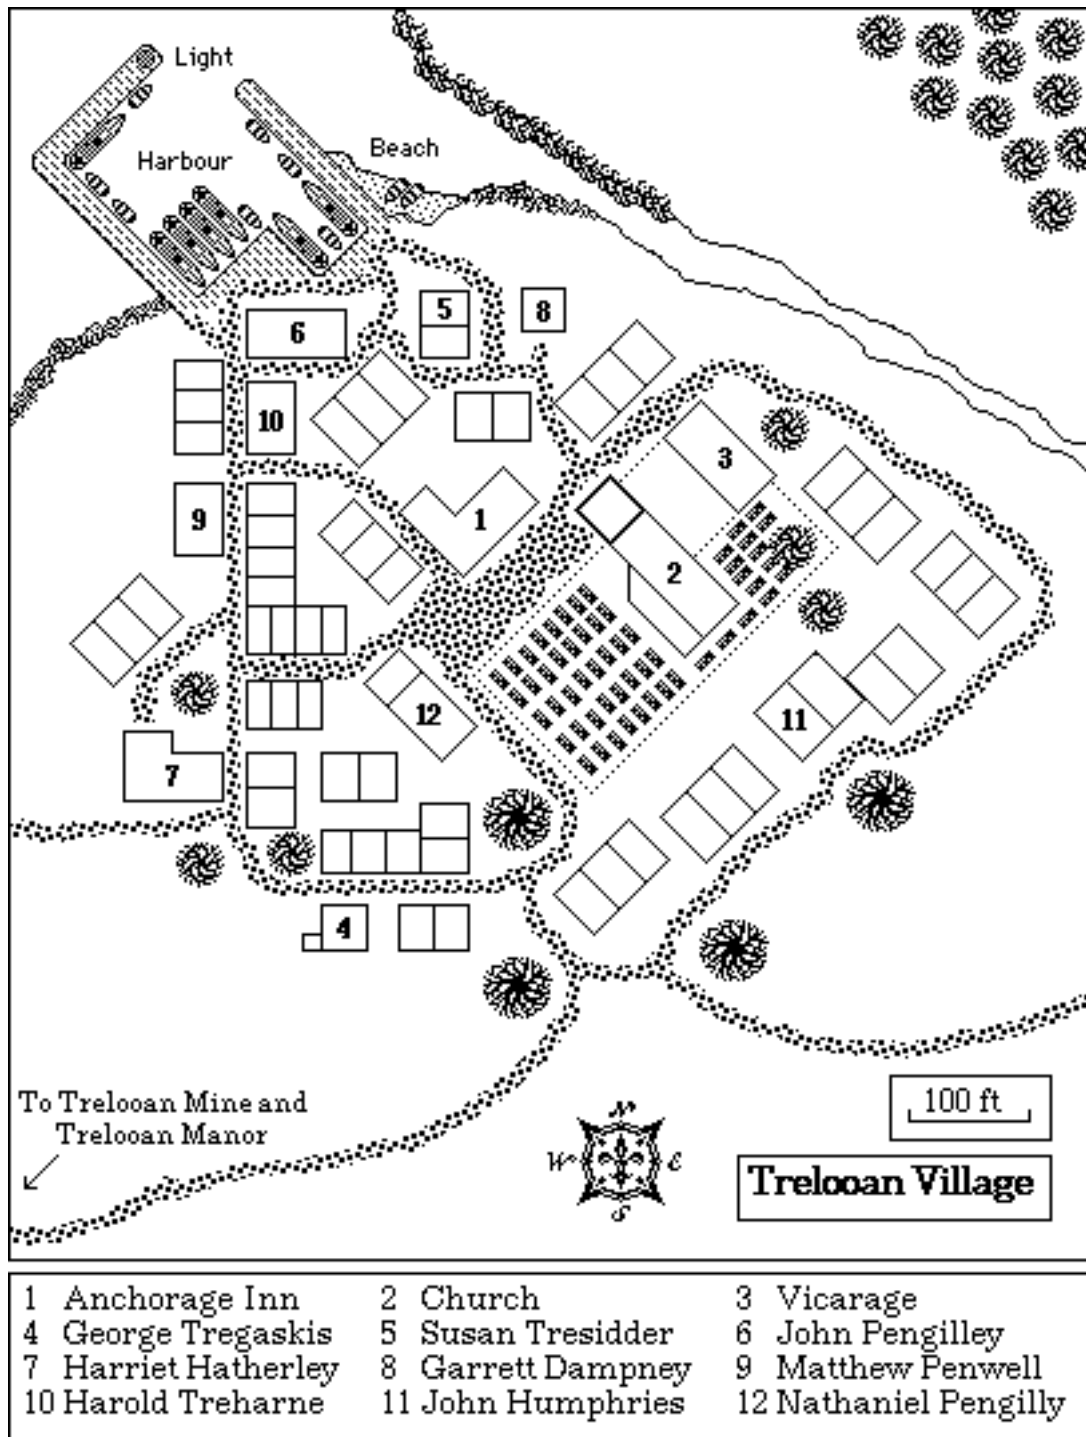 Light
Harbour
Beach
5
8
6
10
3
9
1
2
12
11
7
4
To Trelooan Mine and
Trelooan Manor
100 ft
N
W
E
S
Trelooan Village
1 Anchorage Inn
2 Church
3 Vicarage
4 George Tregaskis
5 Susan Tresidder
6 John Pengilley
7 Harriet Hatherley
8 Garrett Dampney
9 Matthew Penwell
10 Harold Treharne
11 John Humphries
12 Nathaniel Pengilly